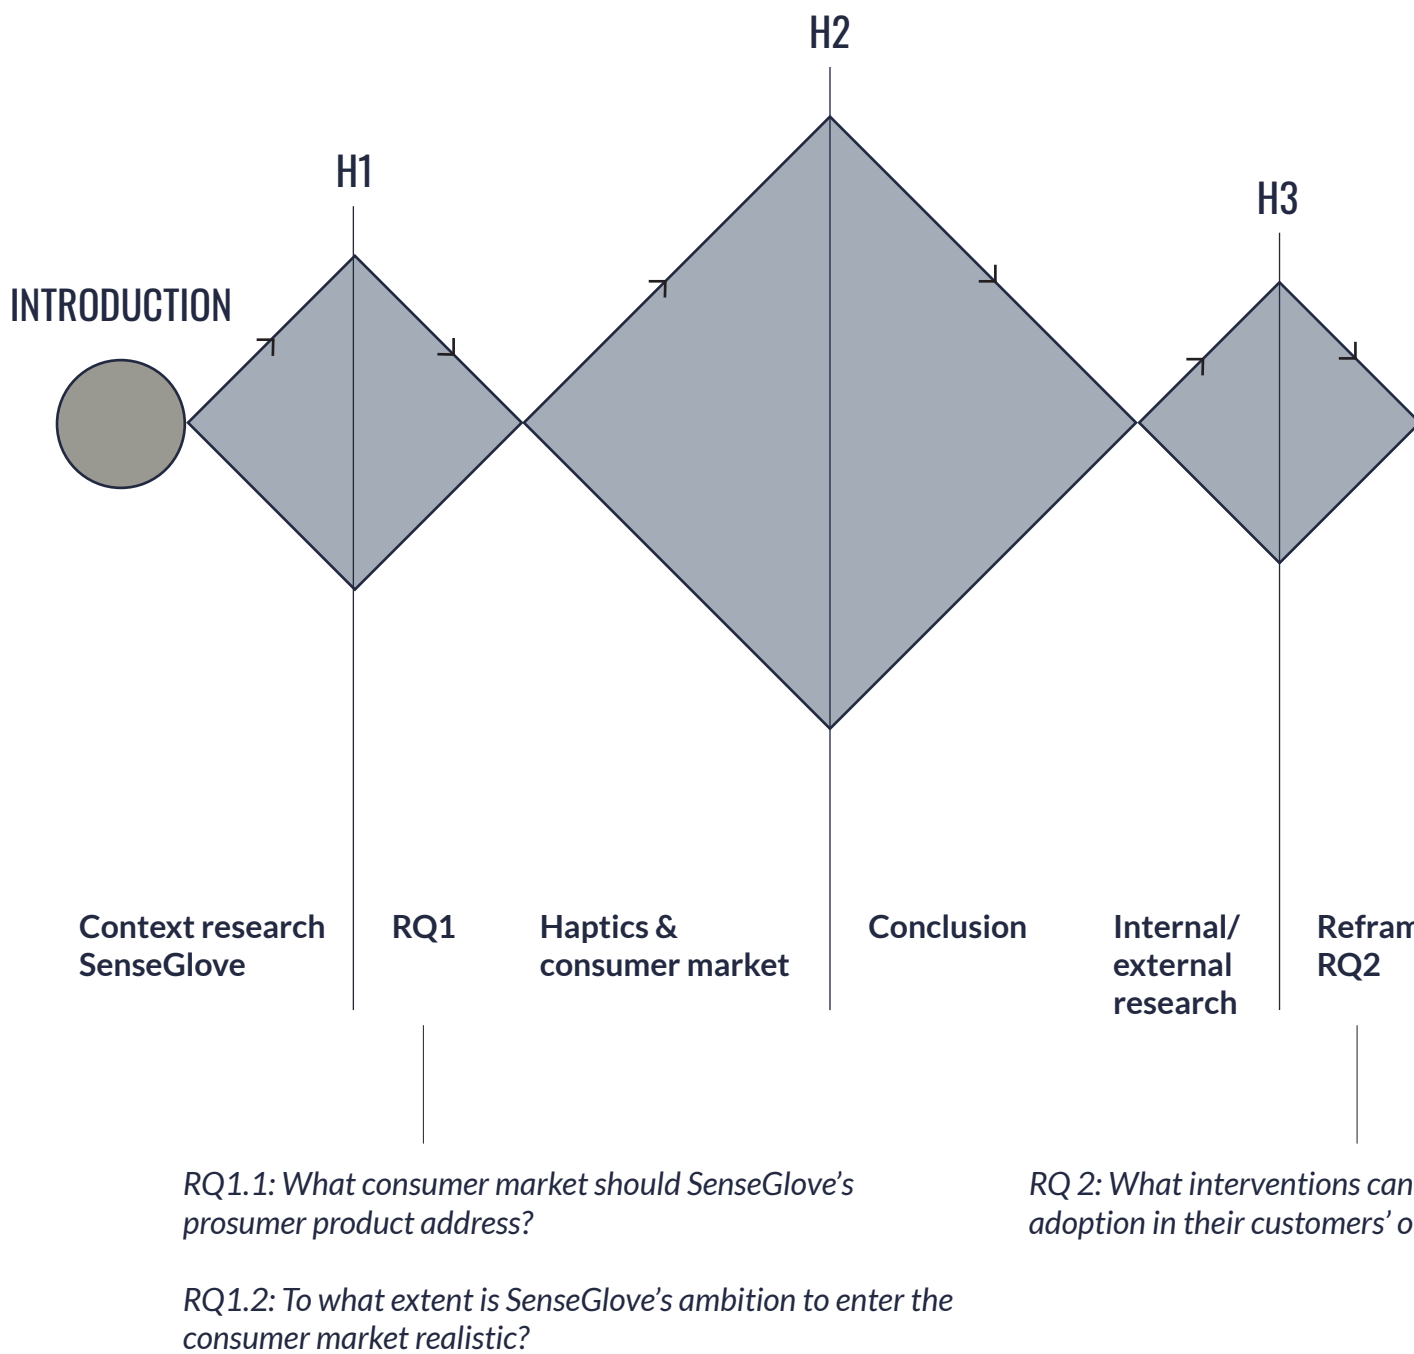 H2
H1
H3
INTRODUCTION
Context research
SenseGlove
RQ1
Haptics &
consumer market
Conclusion
Internal/
external
research
RQ2
RQ1.1: What consumer market should SenseGlove’s
prosumer product address?
RQ1.2: To what extent is SenseGlove’s ambition to enter the
consumer market realistic?
RQ 2: What interventions can
adoption in their customers’